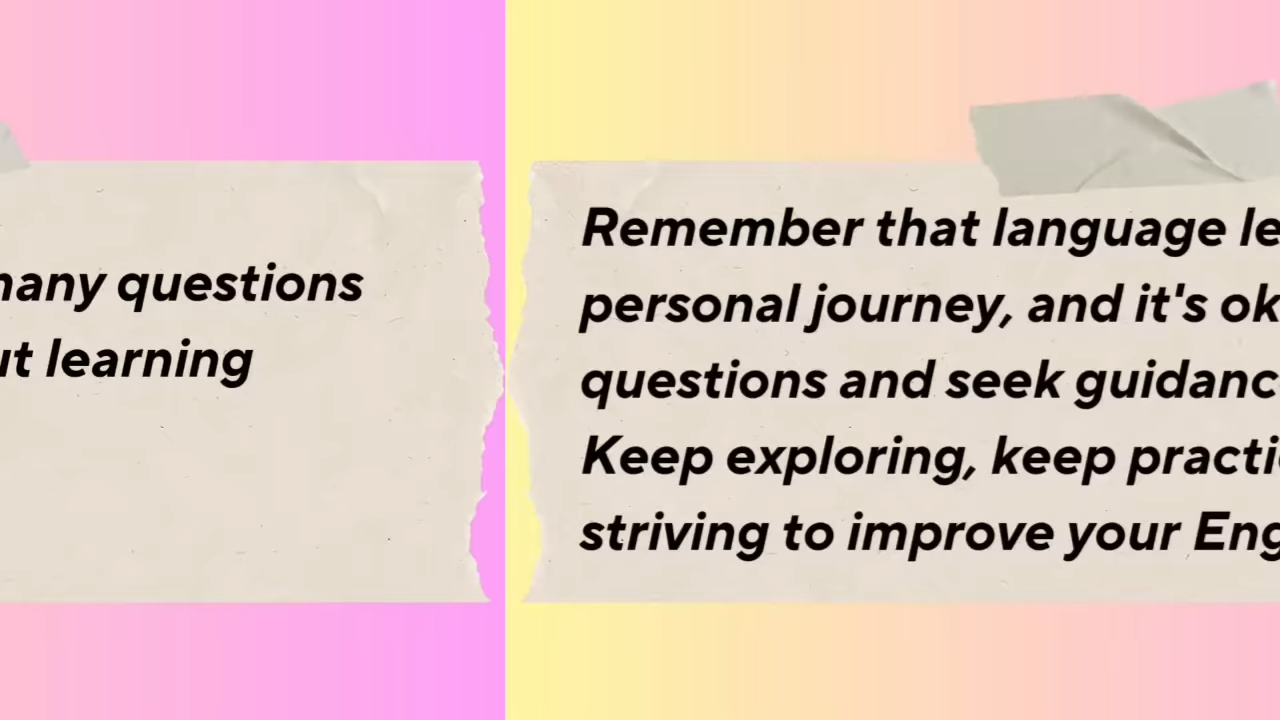 many questions
ut learning
Remember that language le
personal journey, and it's ok
questions and seek guidanc
Keep exploring, keep practi
striving to improve your Eng